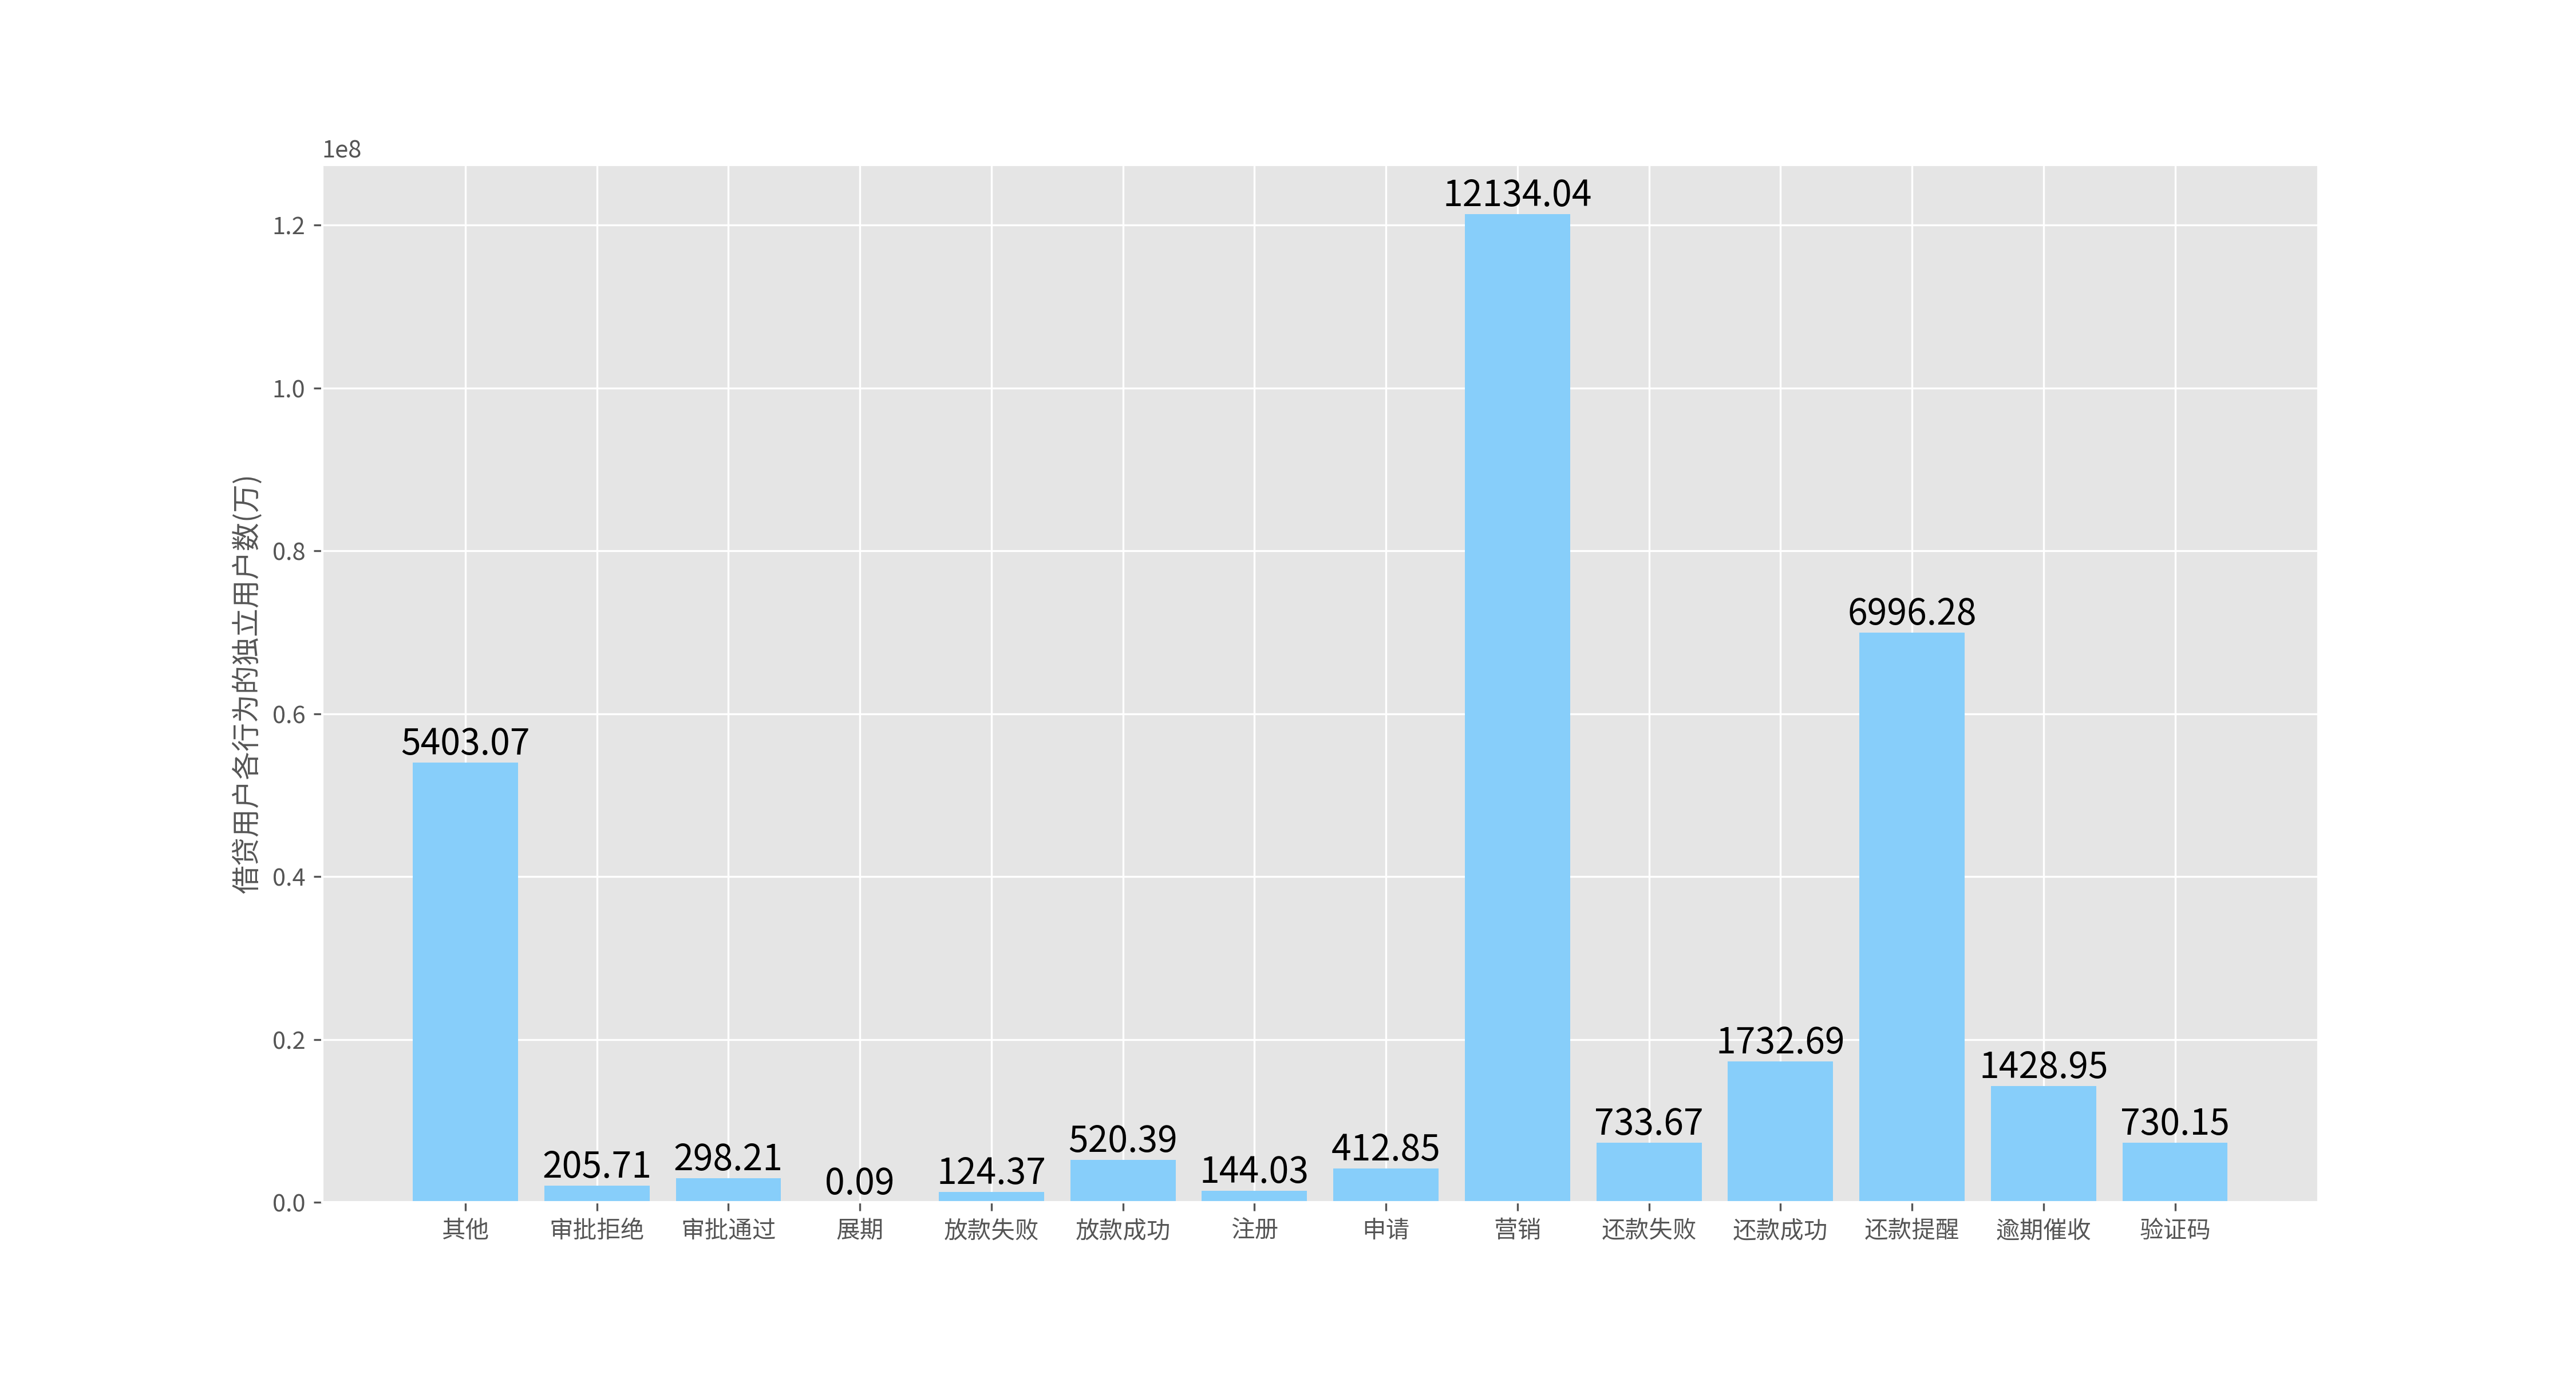 1e8
1.2
1.0
0.8
0.6
0.4
0.2
0.0
借贷用户各行为的独立用户数(万)
5403.07
205.71
298.21
0.09
124.37
520.39
144.03
412.85
12134.04
733.67
1732.69
6996.28
1428.95
730.15
其他
审批拒绝
审批通过
展期
放款失败
放款成功
注册
申请
营销
还款失败
还款成功
还款提醒
逾期催收
验证码